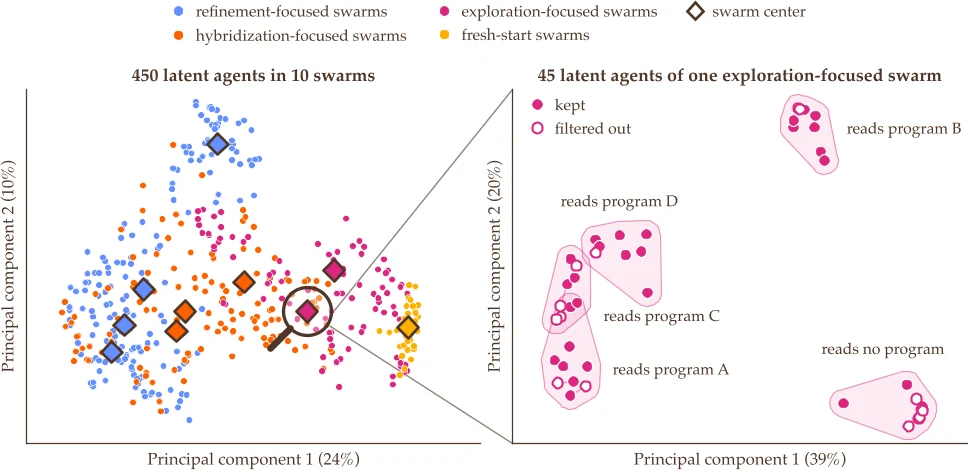 refinement-focused swarms
exploration-focused swarms
swarm center
hybridization-focused swarms
fresh-start swarms
450 latent agents in 10 swarms
Principal component 2 (10%)
Principal component 1 (24%)
45 latent agents of one exploration-focused swarm
kept
filtered out
reads program B
reads program D
reads program C
reads program A
reads no program
Principal component 2 (20%)
Principal component 1 (39%)